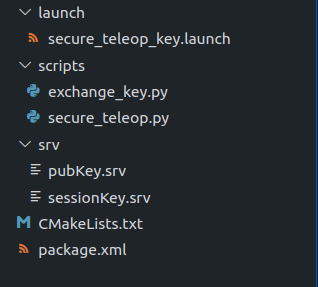 launch
secure_teleop_key.launch
scripts
exchange_key.py
secure_teleop.py
srv
pubKey.srv
sessionKey.srv
CMakeLists.txt
package.xml